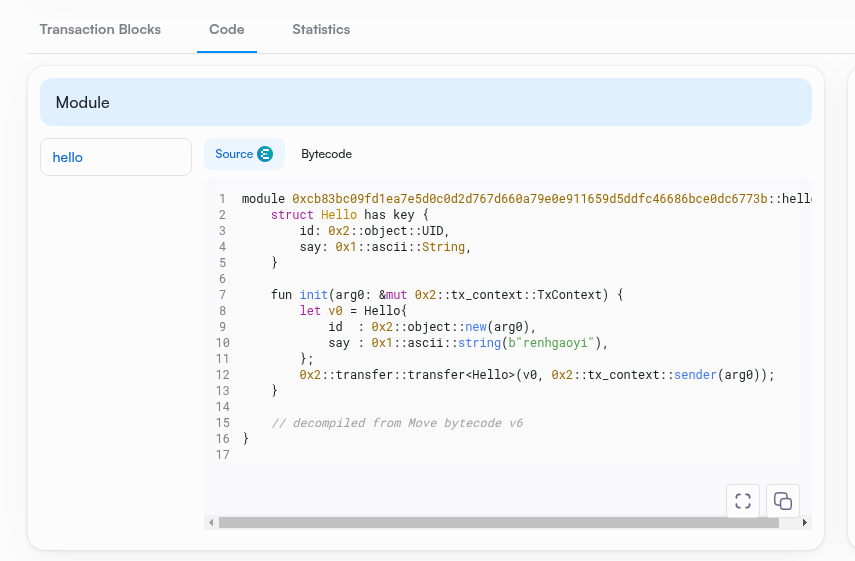 Transaction Blocks Code Statistics
Module
hello
Source Bytecode
1 module 0xcb83bc09fd1ea7e5d0c0d2d767d660a79e0e911659d5ddfc46686bce0dc6773b::hello
2     struct Hello has key {
3         id: 0x2::object::UID,
4         say: 0x1::ascii::String,
5     }
6
7     fun init(arg0: &mut 0x2::tx_context::TxContext) {
8         let v0 = Hello{
9             id  : 0x2::object::new(arg0),
10             say : 0x1::ascii::string(b"renhgaoyi"),
11         };
12         0x2::transfer::transfer<Hello>(v0, 0x2::tx_context::sender(arg0));
13     }
14
15     // decompiled from Move bytecode v6
16 }
17